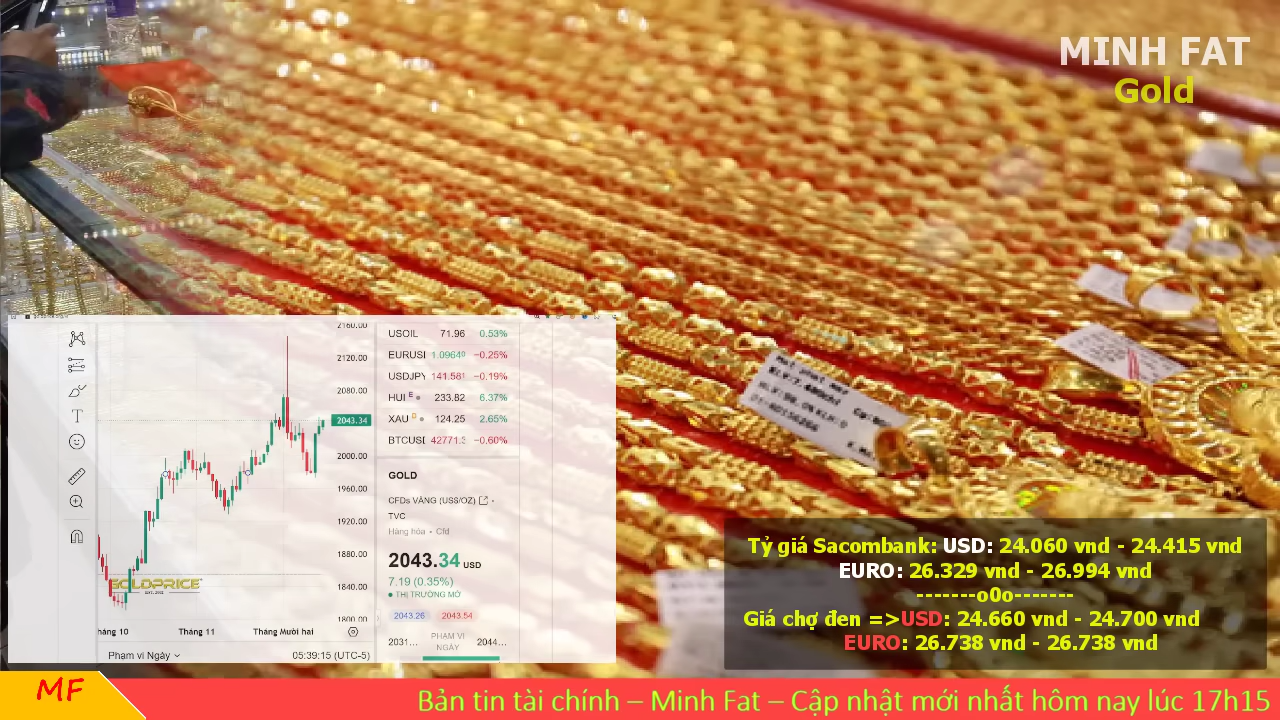 MINH FAT
Gold
2160.00
2120.00
2080.00
2043.34
2000.00
1960.00
1920.00
1880.00
1840.00
1800.00
GOLDPRICE
háng 10 Tháng 11 Tháng Mười hai
Phạm vi Ngày
05:39:15 (UTC-5)
USOIL 71.96 0.53%
EURUSI 1.0964⁰ −0.25%
USDJPY 141.58 −0.19%
HUI E 233.82 6.37%
XAU D 124.25 2.65%
BTCUSI 42771. −0.60%
GOLD
CFDs VÀNG (US$/OZ)
TVC
Hàng hóa • Cfd
2043.34 USD
7.19 (0.35%)
THỊ TRƯỜNG MỞ
2043.26 2043.54
2031... PHẠM VI NGÀY 2044...
Tỷ giá Sacombank: USD: 24.060 vnd - 24.415 vnd
EURO: 26.329 vnd - 26.994 vnd
-------o0o-------
Giá chợ đen =>USD: 24.660 vnd - 24.700 vnd
EURO: 26.738 vnd - 26.738 vnd
MF
Bản tin tài chính – Minh Fat – Cập nhật mới nhất hôm nay lúc 17h15